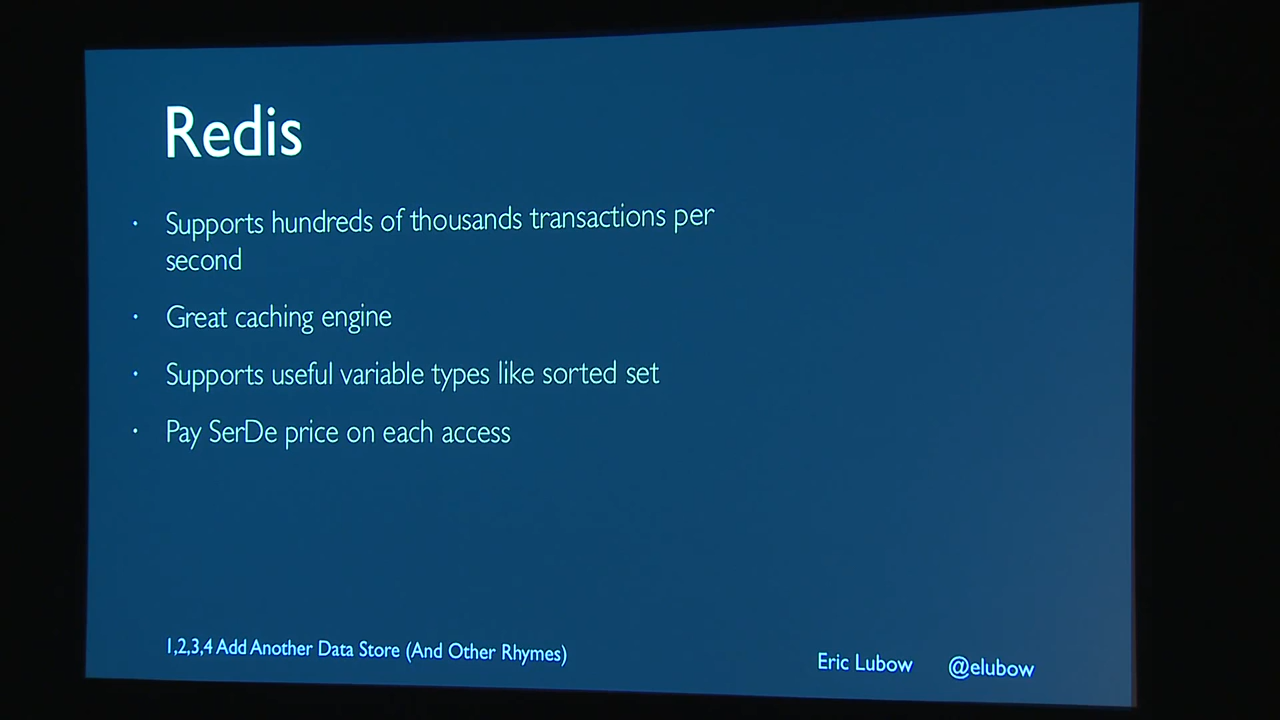 Redis
· Supports hundreds of thousands transactions per
second
· Great caching engine
· Supports useful variable types like sorted set
· Pay SerDe price on each access
1,2,3,4 Add Another Data Store (And Other Rhymes)
Eric Lubow @elubow